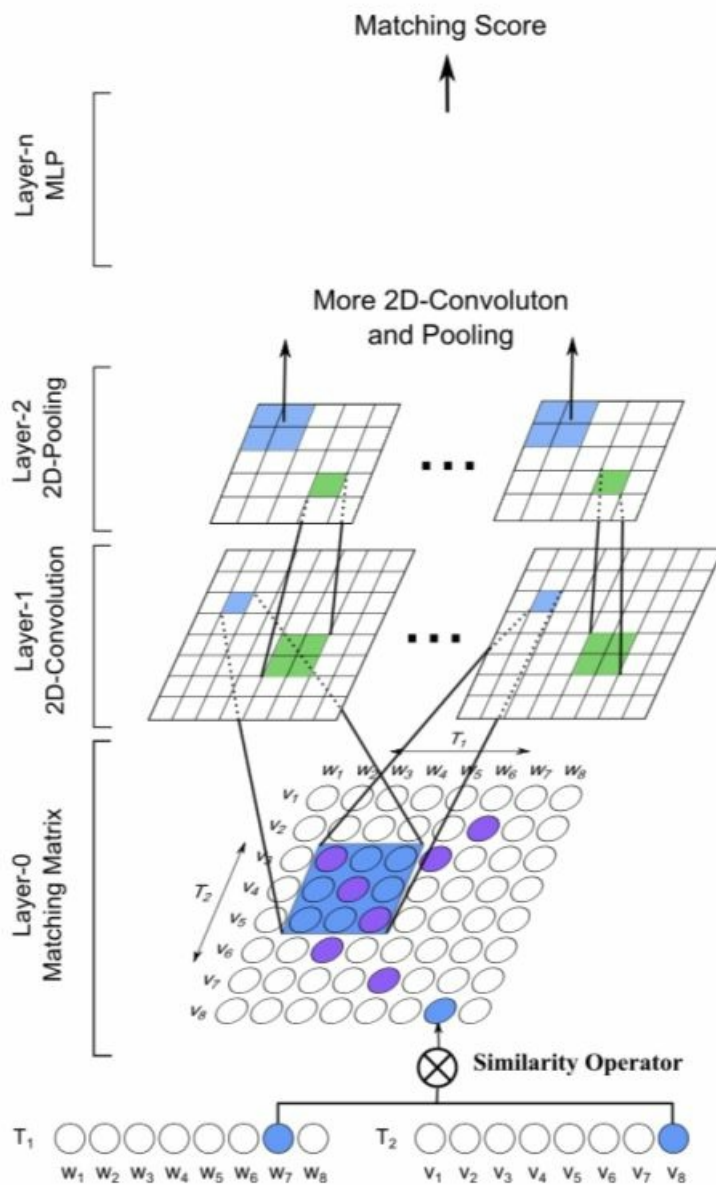 Matching Score
Layer-n
MLP
More 2D-Convoluton
and Pooling
Layer-2
2D-Pooling
...
...
Layer-1
2D-Convolution
...
Layer-0
Matching Matrix
T₁
w₁ w₂ w₃ w₄ w₅ w₆ w₇ w₈
v₁
v₂
v₃
v₄
v₅
v₆
v₇
v₈
T₂
Similarity Operator
T₁
w₁ w₂ w₃ w₄ w₅ w₆ w₇ w₈
T₂
v₁ v₂ v₃ v₄ v₅ v₆ v₇ v₈